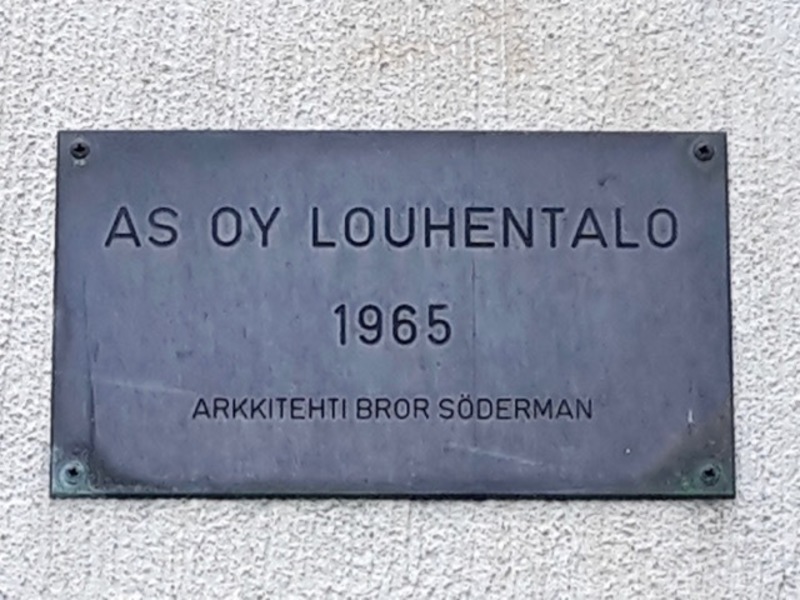 AS OY LOUHENTALO
1965
ARKKITEHTI BROR SÖDERMAN